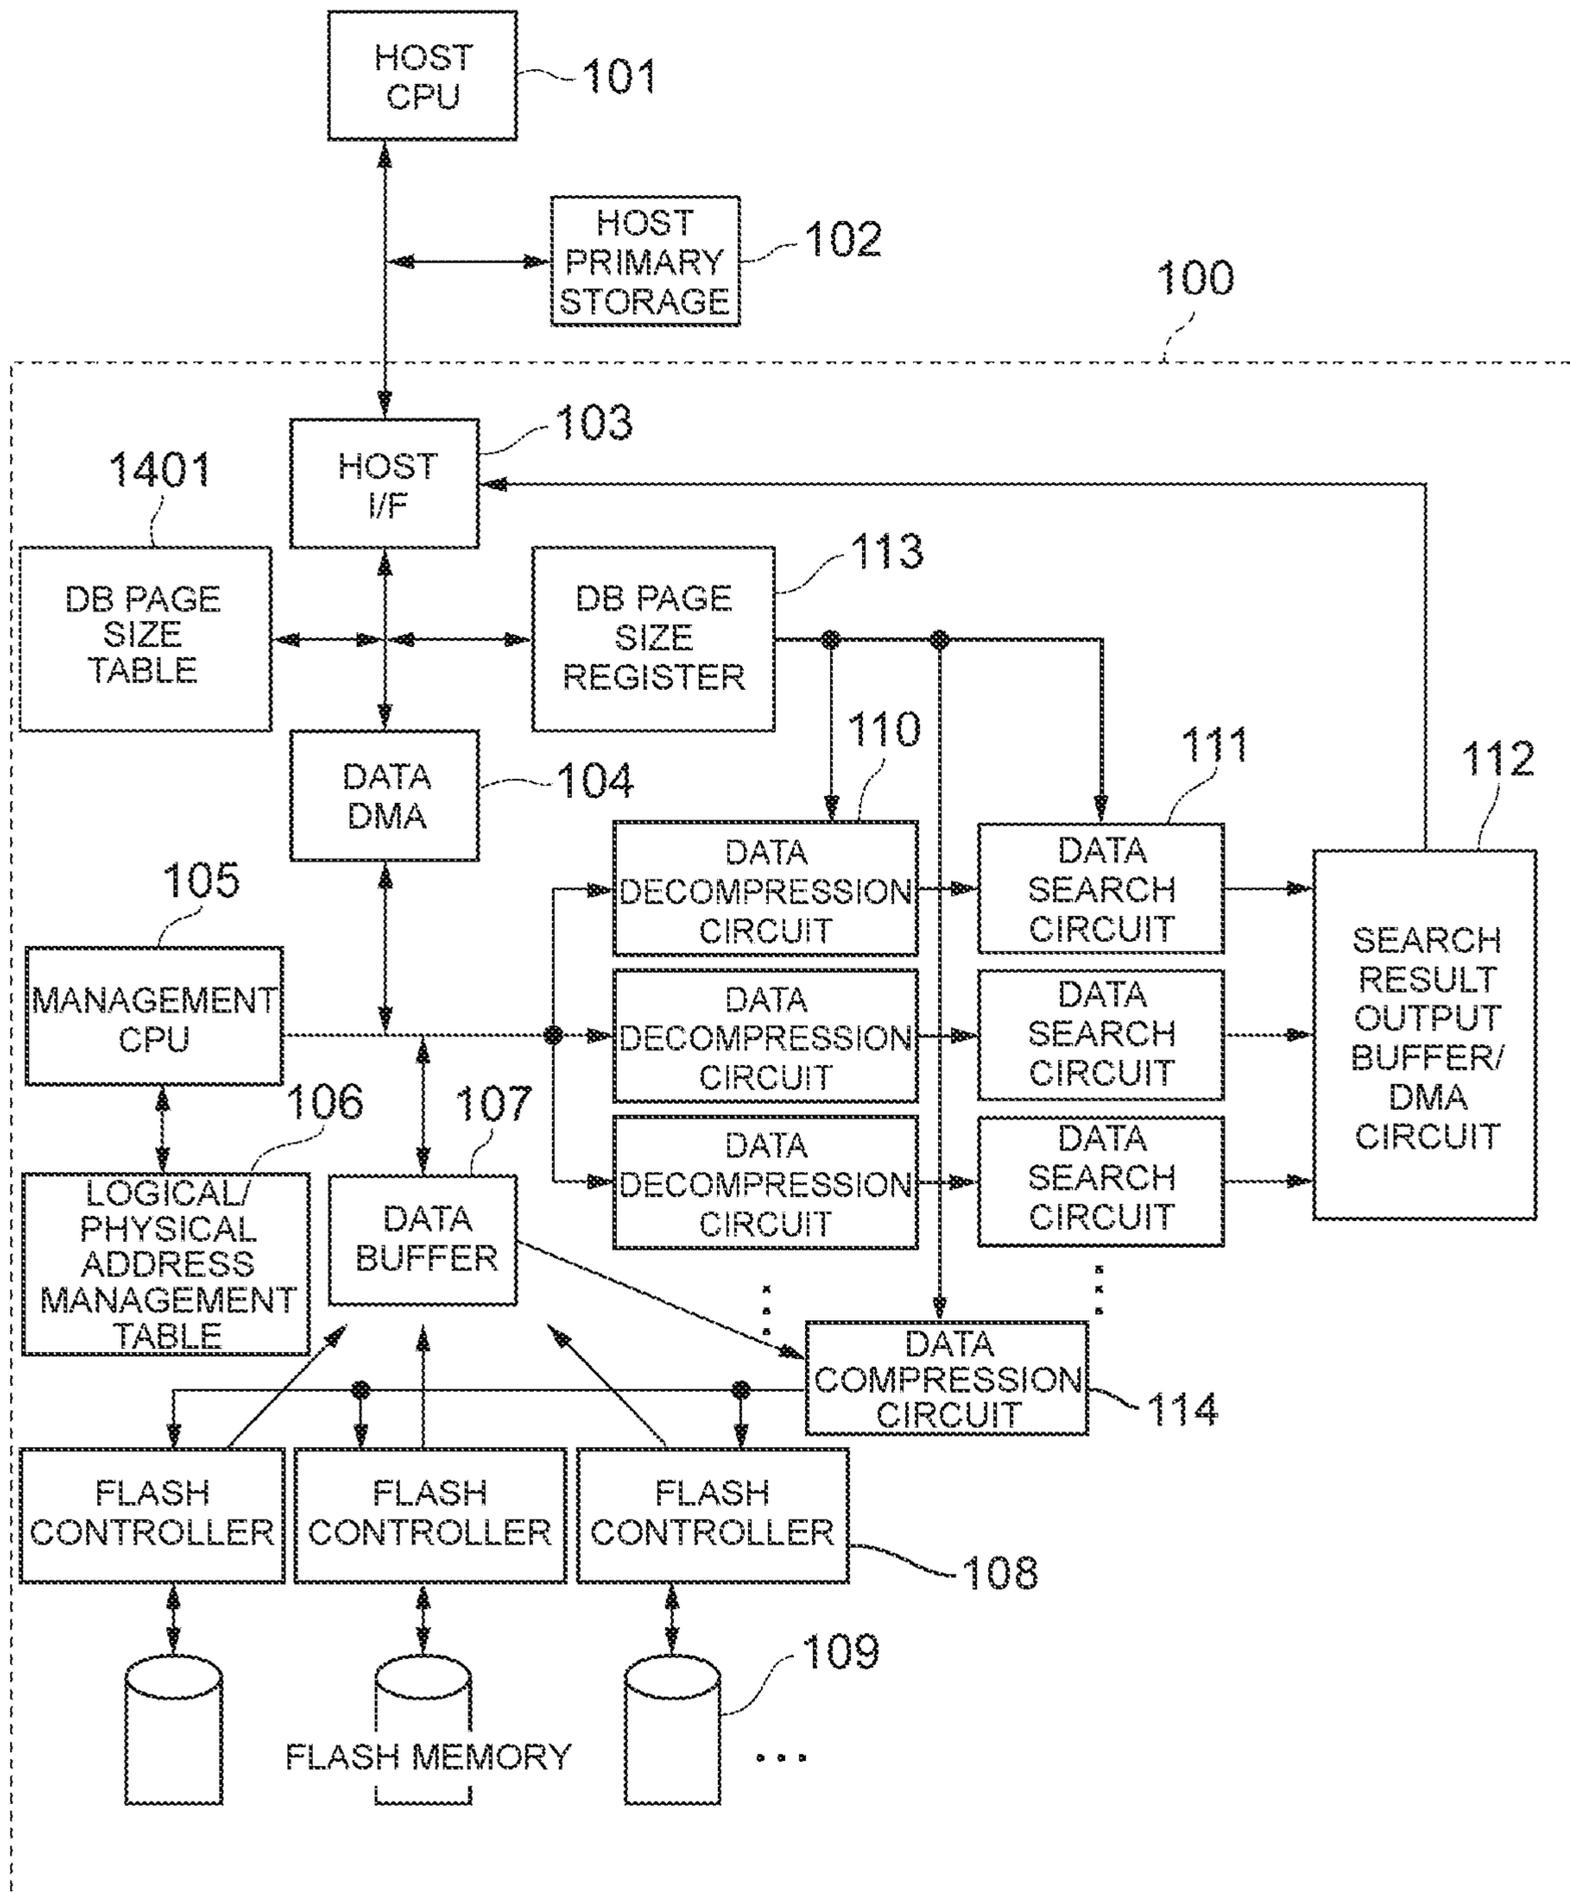 HOST
CPU
101
HOST
PRIMARY
STORAGE
102
100
HOST
I/F
103
1401
DB PAGE
SIZE
TABLE
DB PAGE
SIZE
REGISTER
113
DATA
DMA
104
110
111
112
DATA
DECOMPRESSION
CIRCUIT
DATA
SEARCH
CIRCUIT
105
MANAGEMENT
CPU
DATA
DECOMPRESSION
CIRCUIT
DATA
SEARCH
CIRCUIT
SEARCH
RESULT
OUTPUT
BUFFER/
DMA
CIRCUIT
106
107
DATA
DECOMPRESSION
CIRCUIT
DATA
SEARCH
CIRCUIT
LOGICAL/
PHYSICAL
ADDRESS
MANAGEMENT
TABLE
DATA
BUFFER
DATA
COMPRESSION
CIRCUIT
114
FLASH
CONTROLLER
FLASH
CONTROLLER
FLASH
CONTROLLER
108
109
FLASH MEMORY